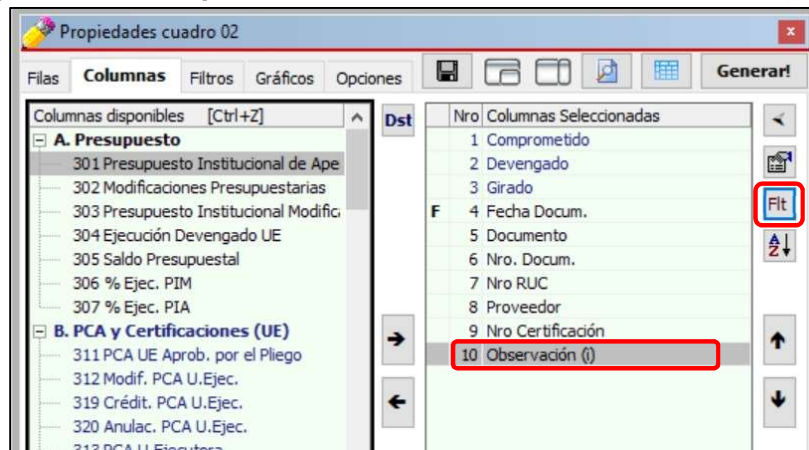 Propiedades cuadro 02
x
Filas Columnas Filtros Gráficos Opciones Generar!
Columnas disponibles [Ctrl+Z]
A. Presupuesto
301 Presupuesto Institucional de Ape
302 Modificaciones Presupuestarias
303 Presupuesto Institucional Modific
304 Ejecución Devengado UE
305 Saldo Presupuestal
306 % Ejec. PIM
307 % Ejec. PIA
B. PCA y Certificaciones (UE)
311 PCA UE Aprob. por el Pliego
312 Modif. PCA U.Ejec.
319 Crédit. PCA U.Ejec.
320 Anulac. PCA U.Ejec.
313 PCA U.Ejecutora
Dst
Nro Columnas Seleccionadas
1 Comprometido
2 Devengado
3 Girado
F 4 Fecha Docum.
5 Documento
6 Nro. Docum.
7 Nro RUC
8 Proveedor
9 Nro Certificación
10 Observación (i)
Flt
AZ